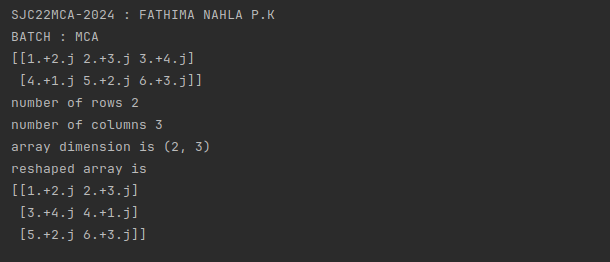 SJC22MCA-2024 : FATHIMA NAHLA P.K
BATCH : MCA
[[1.+2.j 2.+3.j 3.+4.j]
 [4.+1.j 5.+2.j 6.+3.j]]
number of rows 2
number of columns 3
array dimension is (2, 3)
reshaped array is
[[1.+2.j 2.+3.j]
 [3.+4.j 4.+1.j]
 [5.+2.j 6.+3.j]]